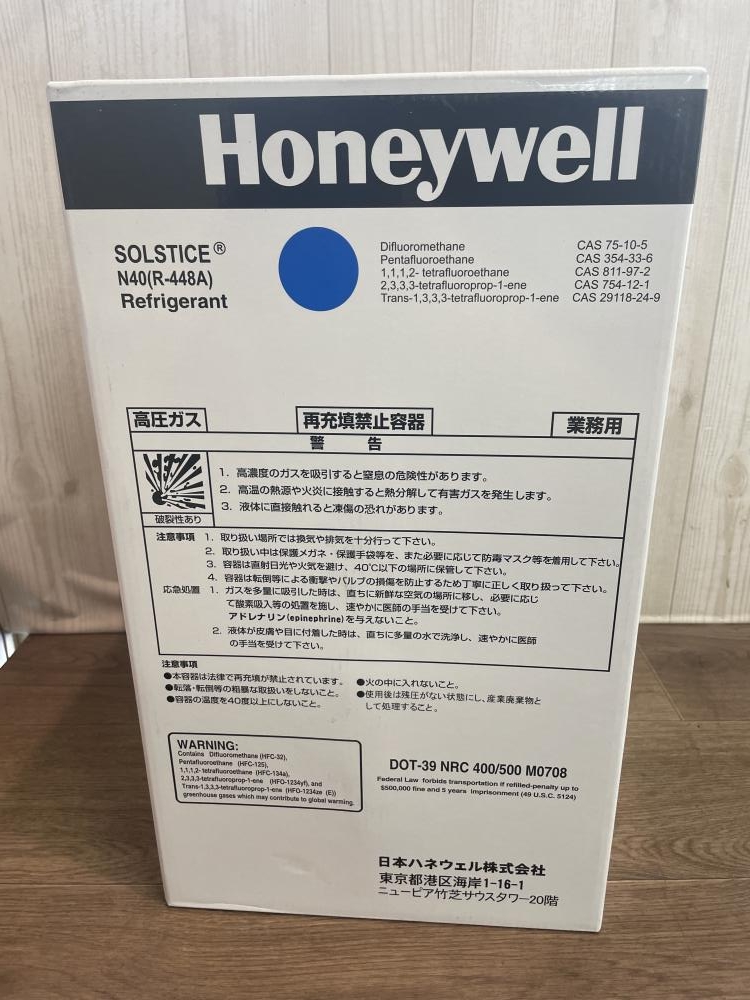 Honeywell
SOLSTICE®
N40(R-448A)
Refrigerant
Difluoromethane CAS 75-10-5
Pentafluoroethane CAS 354-33-6
1,1,1,2- tetrafluoroethane CAS 811-97-2
2,3,3,3-tetrafluoroprop-1-ene CAS 754-12-1
Trans-1,3,3,3-tetrafluoroprop-1-ene CAS 29118-24-9
高圧ガス 再充填禁止容器 業務用
警 告
1. 高濃度のガスを吸引すると窒息の危険性があります。
2. 高温の熱源や火炎に接触すると熱分解して有害ガスを発生します。
3. 液体に直接触れると凍傷の恐れがあります。
破裂性あり
注意事項 1. 取り扱い場所では換気や排気を十分行って下さい。
2. 取り扱い中は保護メガネ・保護手袋等を、また必要に応じて防毒マスク等を着用して下さい。
3. 容器は直射日光や火気を避け、40℃以下の場所に保管して下さい。
4. 容器は転倒等による衝撃やバルブの損傷を防止するため丁寧に正しく取り扱って下さい。
応急処置 1. ガスを多量に吸引した時は、直ちに新鮮な空気の場所に移し、必要に応じ
て酸素吸入等の処置を施し、速やかに医師の手当を受けて下さい。
アドレナリン(epinephrine)を与えないこと。
2. 液体が皮膚や目に付着した時は、直ちに多量の水で洗浄し、速やかに医師
の手当を受けて下さい。
注意事項
●本容器は法律で再充填が禁止されています。
●転落・転倒等の粗暴な取扱いをしないこと。
●容器の温度を40度以上にしないこと。
●火の中に入れないこと。
●使用後は残圧がない状態にし、産業廃棄物と
して処理すること。
WARNING:
Contains Difluoromethane (HFC-32),
Pentafluoroethane (HFC-125),
1,1,1,2- tetrafluoroethane (HFC-134a),
2,3,3,3-tetrafluoroprop-1-ene (HFO-1234yf), and
Trans-1,3,3,3-tetrafluoroprop-1-ene (HFO-1234ze (E))
greenhouse gases which may contribute to global warming.
DOT-39 NRC 400/500 M0708
Federal Law forbids transportation if refilled-penalty up to
$500,000 fine and 5 years Imprisonment (49 U.S.C. 5124)
日本ハネウェル株式会社
東京都港区海岸1-16-1
ニューピア竹芝サウスタワー20階